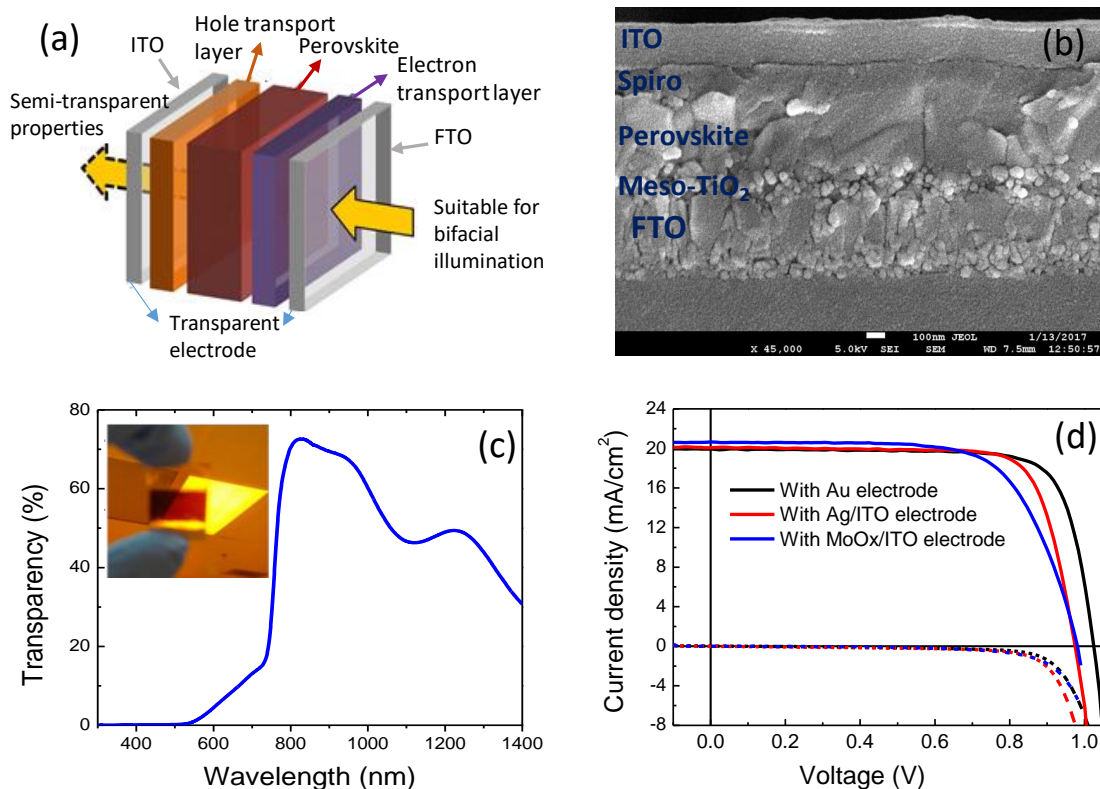 (a)
ITO
Hole transport
layer
Perovskite
Electron
transport layer
FTO
Semi-transparent
properties
Suitable for
bifacial
illumination
Transparent
electrode
(b)
ITO
Spiro
Perovskite
Meso-TiO₂
FTO
100nm JEOL 1/13/2017
X 45,000 5.0kV SEI SEM WD 7.5mm 12:50:57
(c)
Transparency (%)
80
60
40
20
0
400 600 800 1000 1200 1400
Wavelength (nm)
(d)
Current density (mA/cm²)
24
20
16
12
8
4
0
-4
-8
With Au electrode
With Ag/ITO electrode
With MoOx/ITO electrode
0.0 0.2 0.4 0.6 0.8 1.0
Voltage (V)